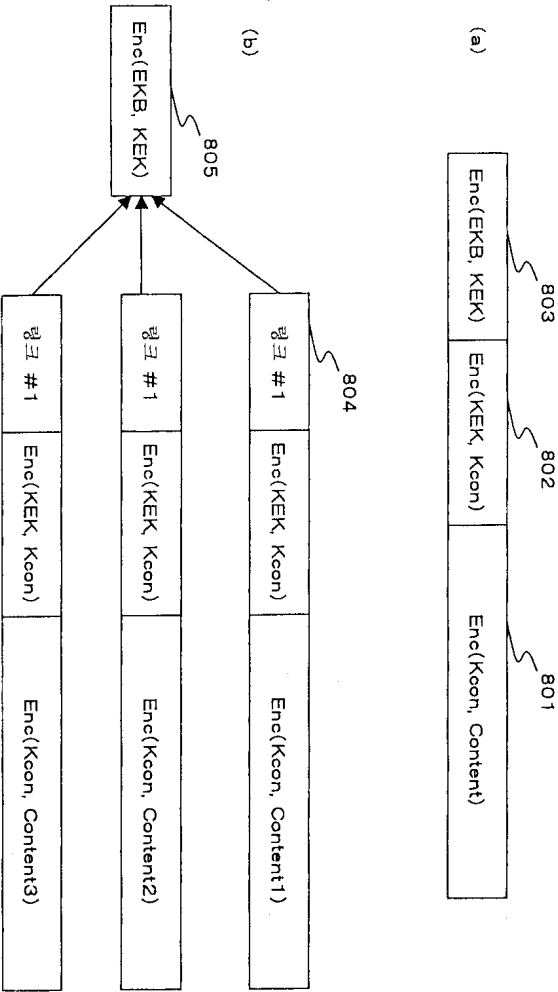 (a)
803
802
801
Enc(EKB, KEK)
Enc(KEK, Kcon)
Enc(Kcon, Content)
(b)
805
Enc(EKB, KEK)
804
링크 #1
Enc(KEK, Kcon)
Enc(Kcon, Content1)
링크 #1
Enc(KEK, Kcon)
Enc(Kcon, Content2)
링크 #1
Enc(KEK, Kcon)
Enc(Kcon, Content3)